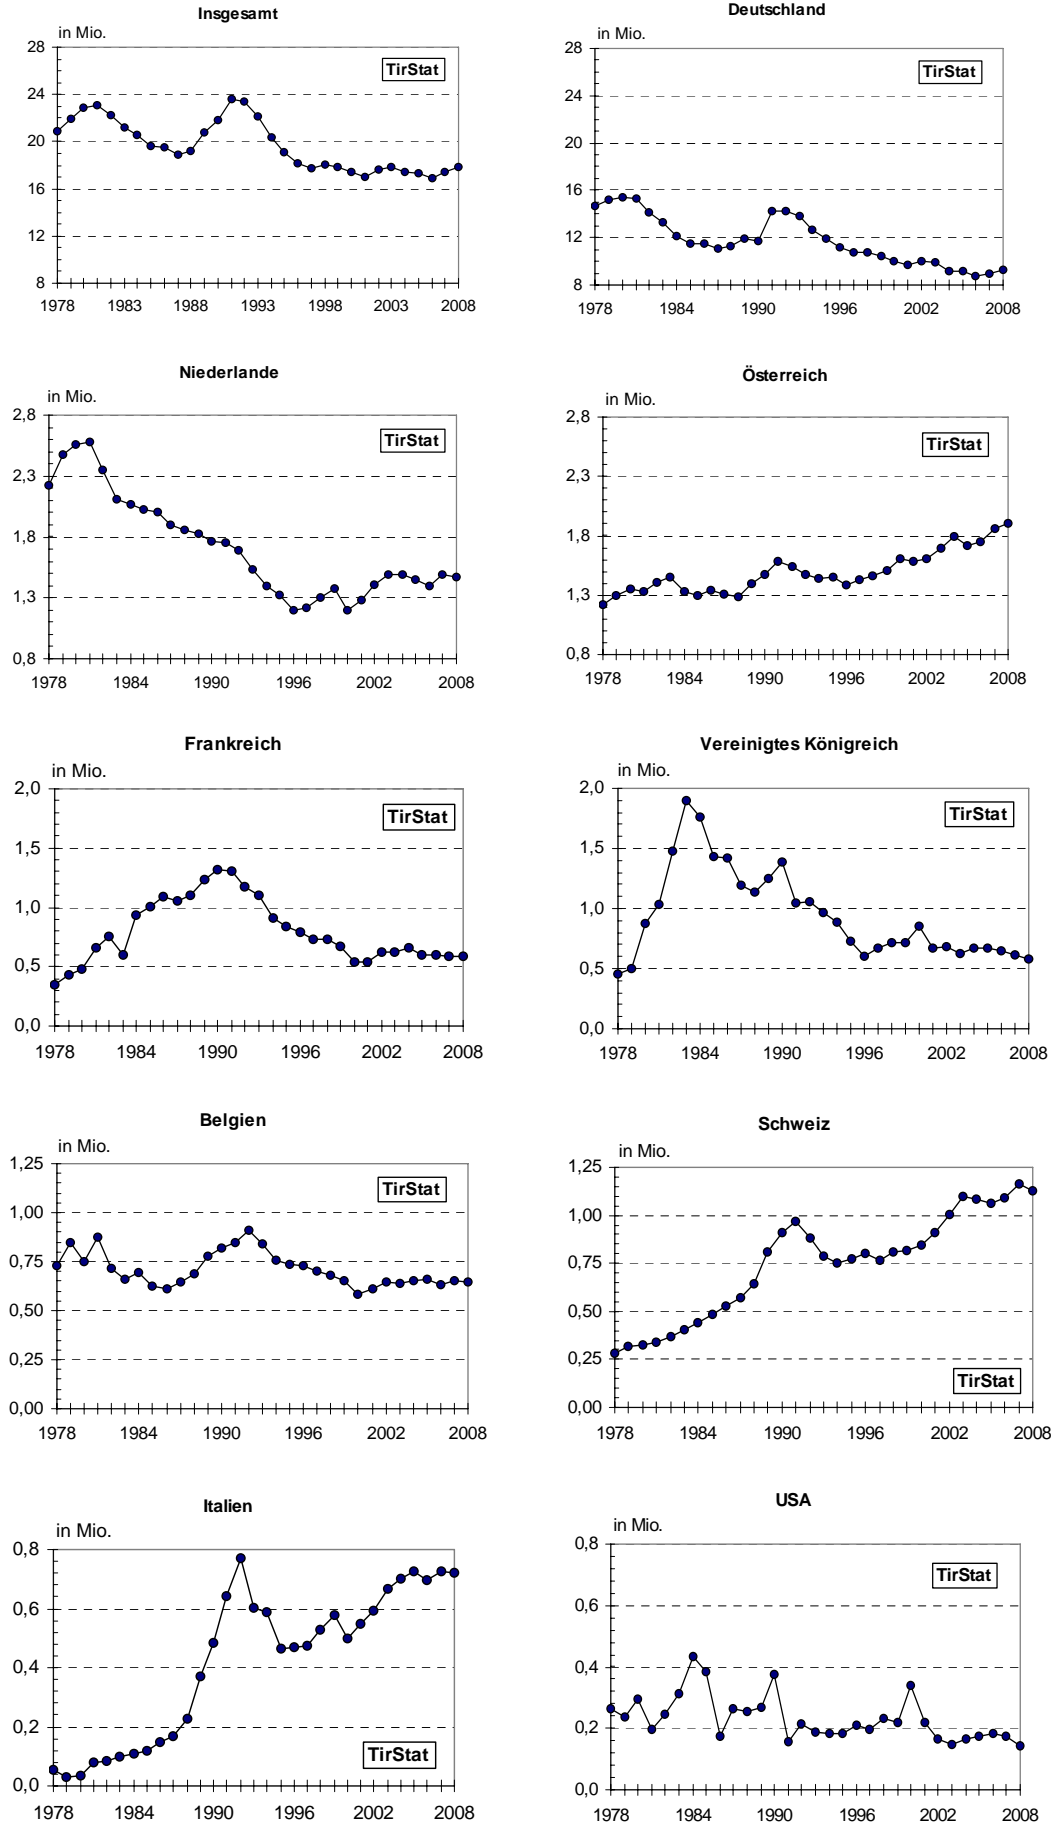 Insgesamt
in Mio.
28
24
20
16
12
8
TirStat
1978 1983 1988 1993 1998 2003 2008
Deutschland
in Mio.
28
24
20
16
12
8
TirStat
1978 1984 1990 1996 2002 2008
Niederlande
in Mio.
2,8
2,3
1,8
1,3
0,8
TirStat
1978 1984 1990 1996 2002 2008
Österreich
in Mio.
2,8
2,3
1,8
1,3
0,8
TirStat
1978 1984 1990 1996 2002 2008
Frankreich
in Mio.
2,0
1,5
1,0
0,5
0,0
TirStat
1978 1984 1990 1996 2002 2008
Vereinigtes Königreich
in Mio.
2,0
1,5
1,0
0,5
0,0
TirStat
1978 1984 1990 1996 2002 2008
Belgien
in Mio.
1,25
1,00
0,75
0,50
0,25
0,00
TirStat
1978 1984 1990 1996 2002 2008
Schweiz
in Mio.
1,25
1,00
0,75
0,50
0,25
0,00
TirStat
1978 1984 1990 1996 2002 2008
Italien
in Mio.
0,8
0,6
0,4
0,2
0,0
TirStat
1978 1984 1990 1996 2002 2008
USA
in Mio.
0,8
0,6
0,4
0,2
0,0
TirStat
1978 1984 1990 1996 2002 2008